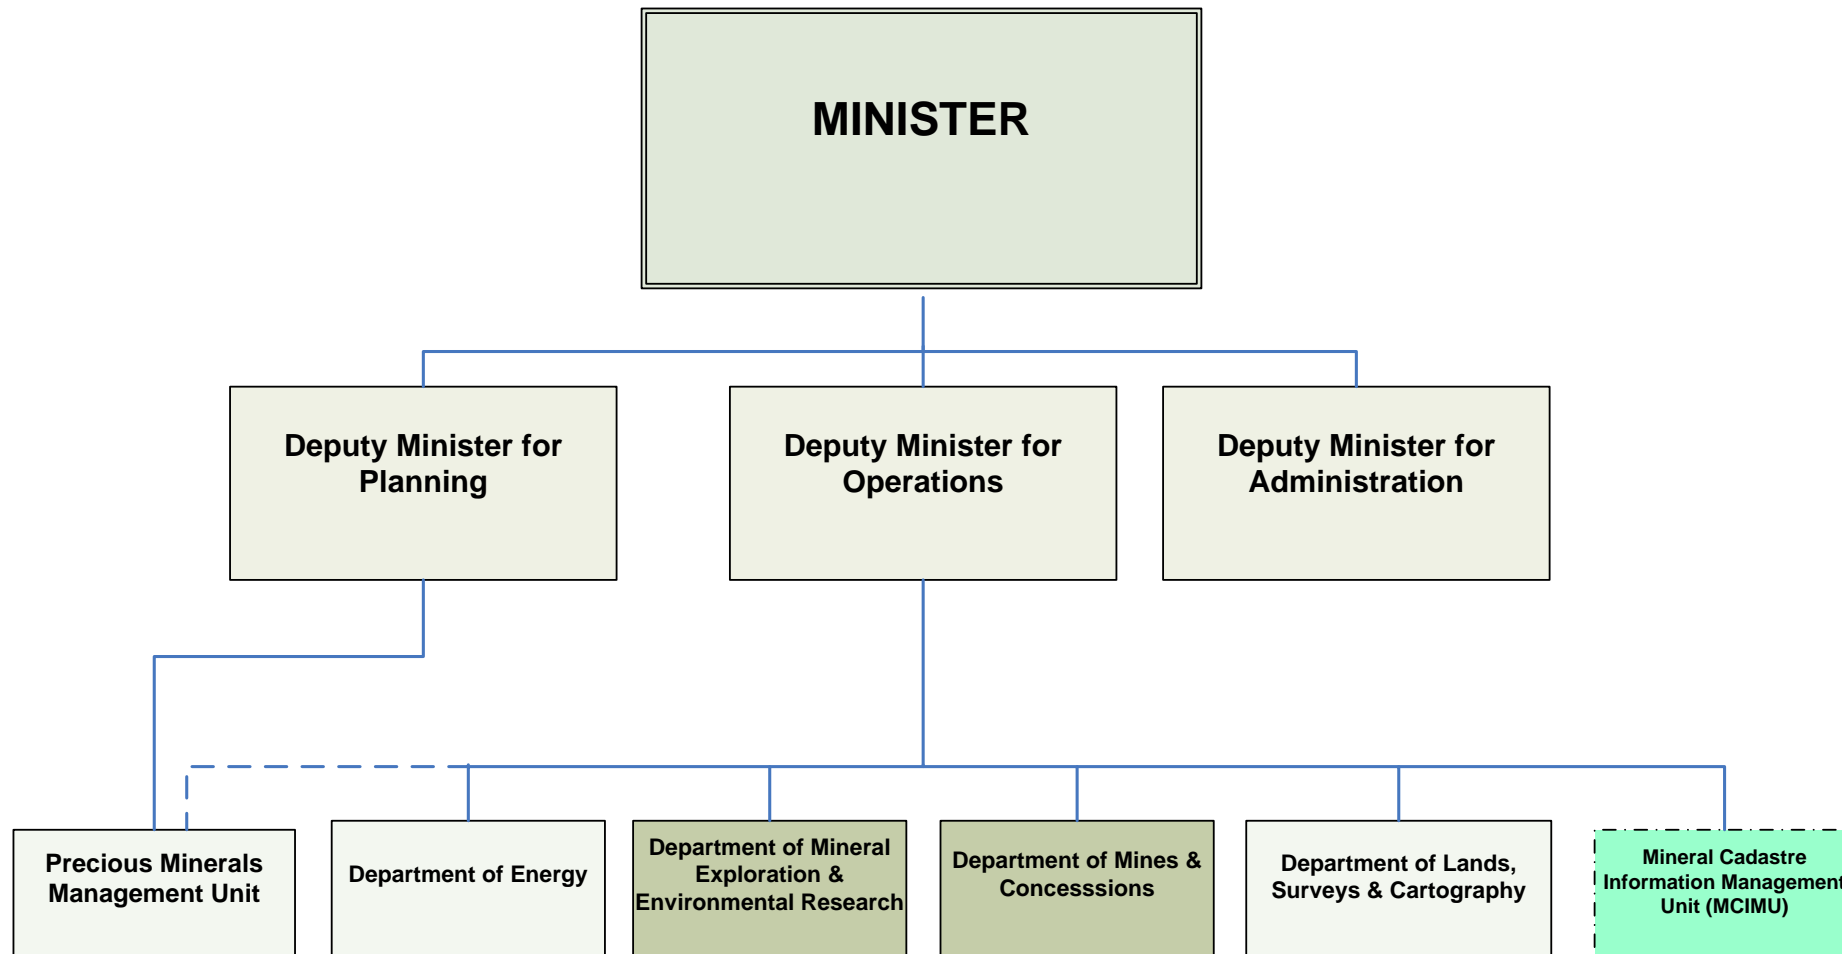 MINISTER
Deputy Minister for
Planning
Deputy Minister for
Operations
Deputy Minister for
Administration
Precious Minerals
Management Unit
Department of Energy
Department of Mineral
Exploration &
Environmental Research
Department of Mines &
Concesssions
Department of Lands,
Surveys & Cartography
Mineral Cadastre
Information Management
Unit (MCIMU)